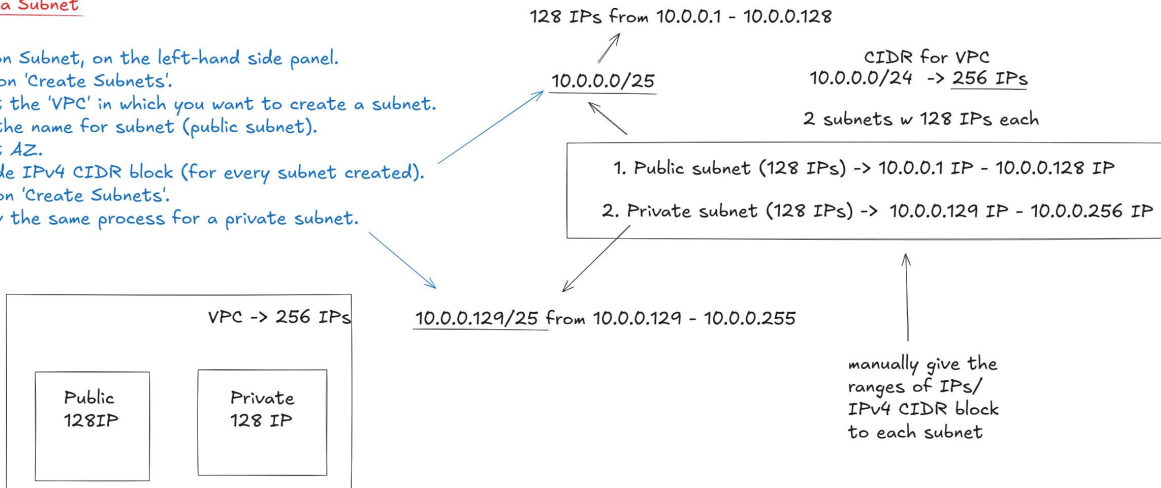 a Subnet
on Subnet, on the left-hand side panel.
on 'Create Subnets'.
the 'VPC' in which you want to create a subnet.
the name for subnet (public subnet).
AZ.
IPv4 CIDR block (for every subnet created).
on 'Create Subnets'.
the same process for a private subnet.
128 IPs from 10.0.0.1 - 10.0.0.128
10.0.0.0/25
CIDR for VPC
10.0.0.0/24 -> 256 IPs
2 subnets w 128 IPs each
1. Public subnet (128 IPs) -> 10.0.0.1 IP - 10.0.0.128 IP
2. Private subnet (128 IPs) -> 10.0.0.129 IP - 10.0.0.256 IP
10.0.0.129/25 from 10.0.0.129 - 10.0.0.255
manually give the
ranges of IPs/
IPv4 CIDR block
to each subnet
VPC -> 256 IPs
Public
128IP
Private
128 IP